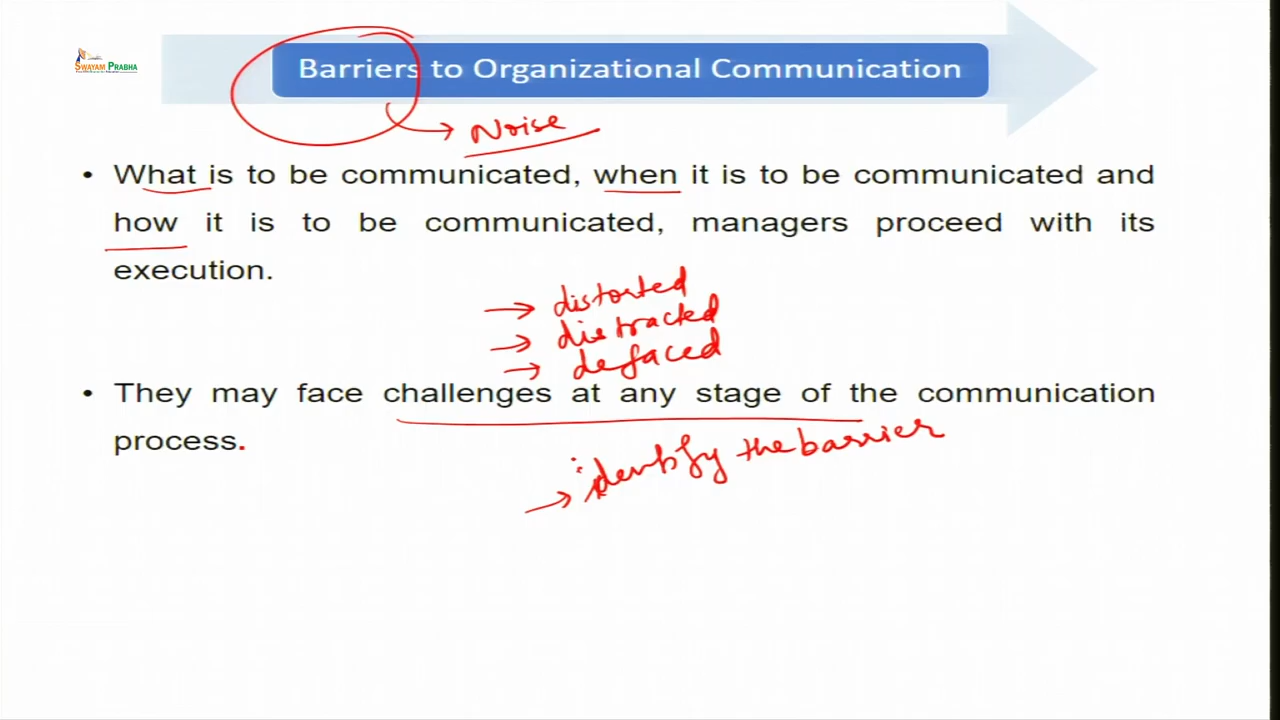 SWAYAM PRABHA
Barriers to Organizational Communication
→ Noise
• What is to be communicated, when it is to be communicated and
how it is to be communicated, managers proceed with its
execution.
→ distorted
→ distracted
→ defaced
• They may face challenges at any stage of the communication
process.
→ identify the barrier